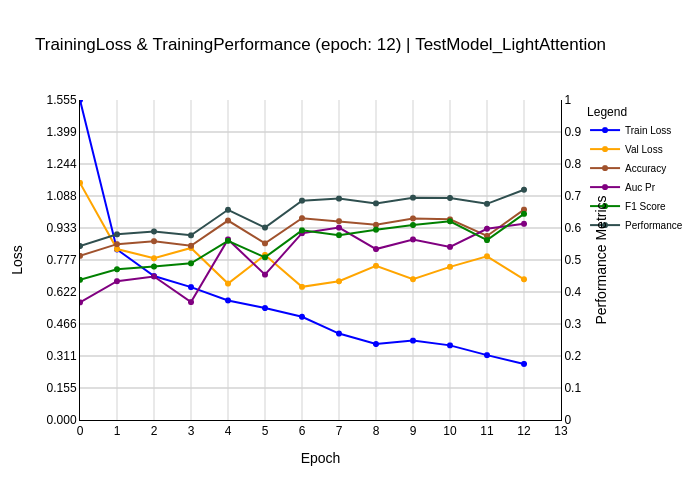 TrainingLoss & TrainingPerformance (epoch: 12) | TestModel_LightAttention
Legend
Train Loss
Val Loss
Accuracy
Auc Pr
F1 Score
Performance
Loss
1.555
1.399
1.244
1.088
0.933
0.777
0.622
0.466
0.311
0.155
0.000
1
0.9
0.8
0.7
0.6
0.5
0.4
0.3
0.2
0.1
0
Performance Metrics
0 1 2 3 4 5 6 7 8 9 10 11 12 13
Epoch